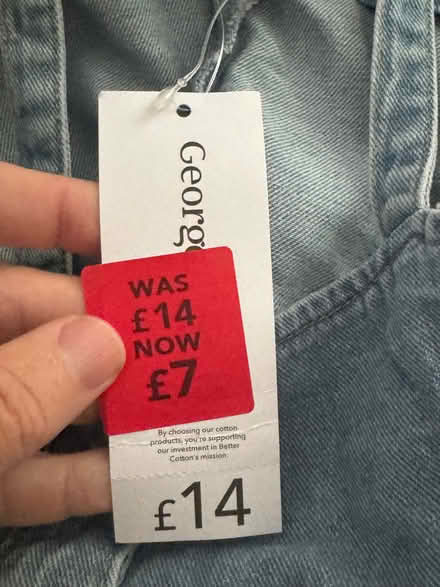 George
WAS
£14
NOW
£7
By choosing our cotton
products, you're supporting
our investment in Better
Cotton's mission.
£14